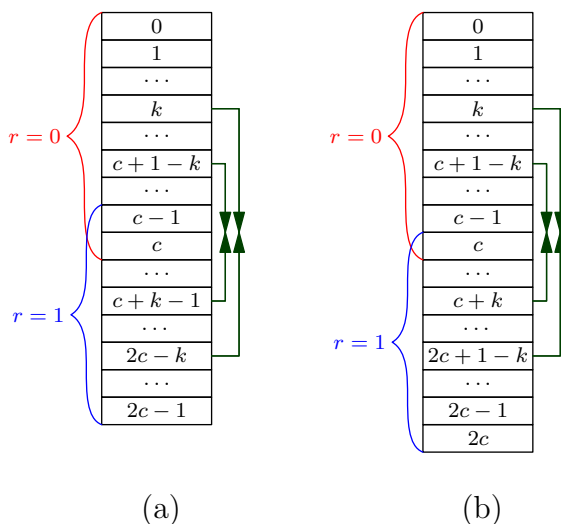 0
1
...
k
...
c + 1 − k
...
c − 1
c
...
c + k − 1
...
2c − k
...
2c − 1
r = 0
r = 1
(a)
0
1
...
k
...
c + 1 − k
...
c − 1
c
...
c + k
...
2c + 1 − k
...
2c − 1
2c
r = 0
r = 1
(b)